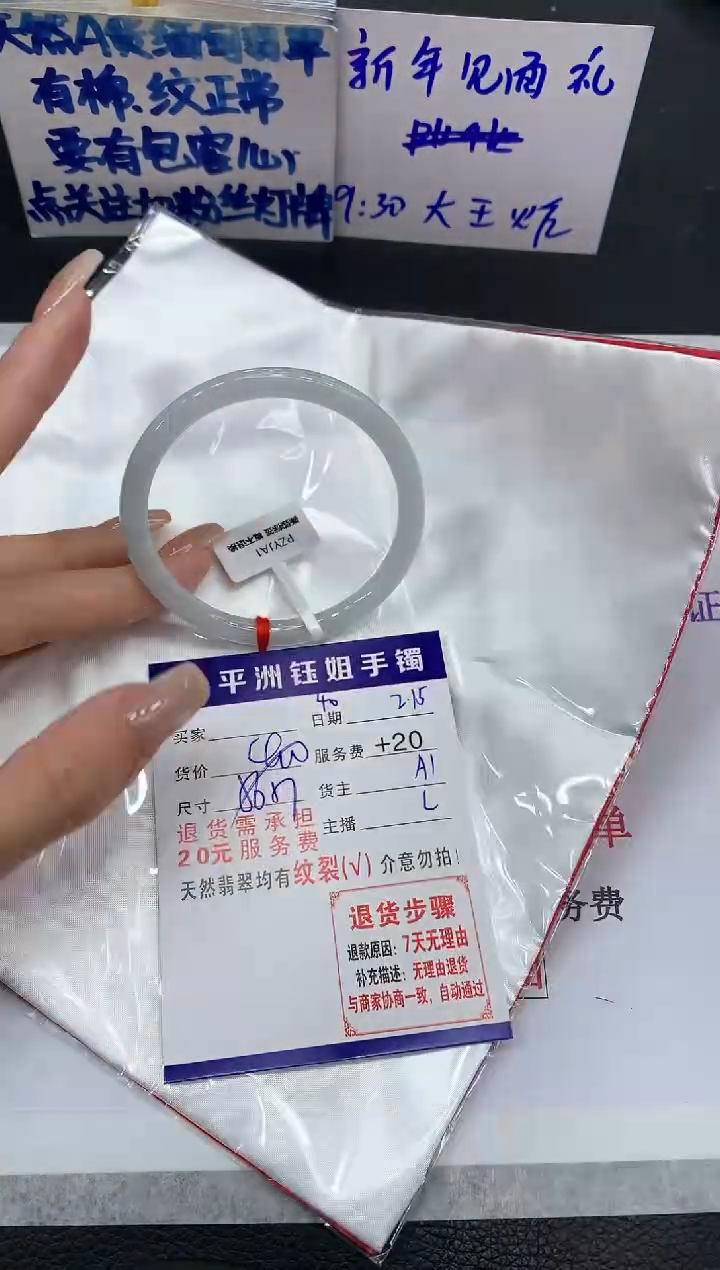 天然A货缅甸翡翠
有棉、纹正常
要有包容心
点关注加粉丝灯牌
新年见面礼
9:30 大王炸
PZYJA1
平洲钰姐手镯
40
买家 日期 2.15
货价 服务费 +20
尺寸 货主 A1
退货需承担
20元服务费
主播 L
天然翡翠均有纹裂(√) 介意勿拍!
退货步骤
退款原因: 7天无理由
补充描述: 无理由退货
与商家协商一致，自动通过
正
单
务费